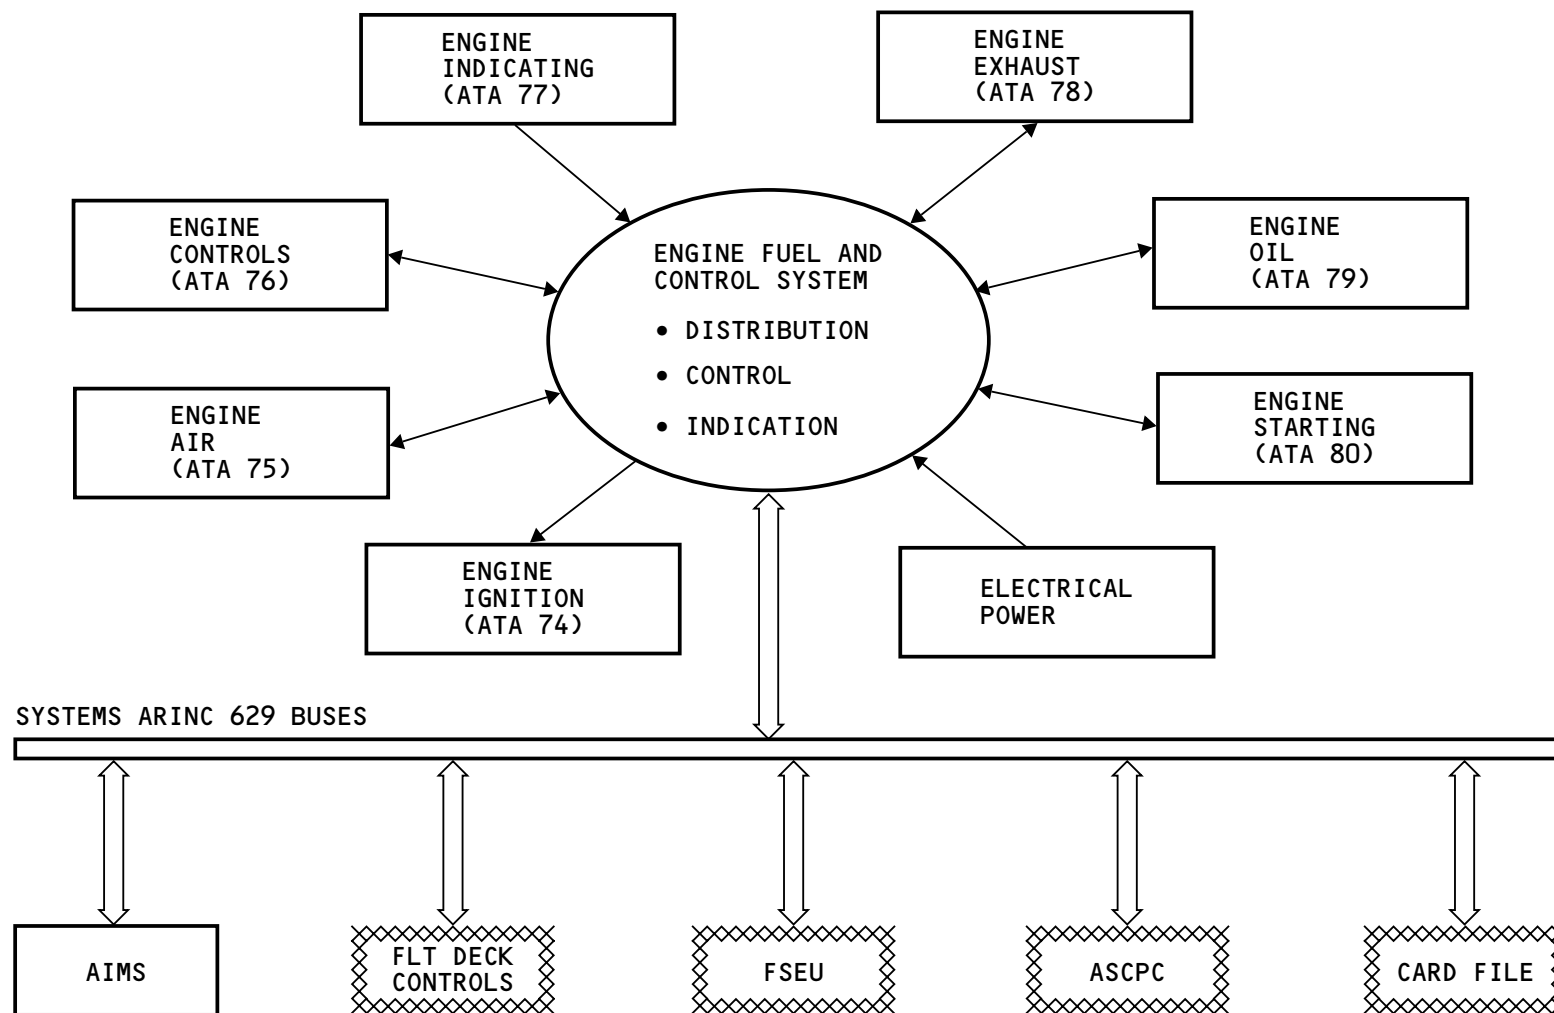 ENGINE
INDICATING
(ATA 77)
ENGINE
EXHAUST
(ATA 78)
ENGINE
CONTROLS
(ATA 76)
ENGINE FUEL AND
CONTROL SYSTEM
• DISTRIBUTION
• CONTROL
• INDICATION
ENGINE
OIL
(ATA 79)
ENGINE
AIR
(ATA 75)
ENGINE
STARTING
(ATA 80)
ENGINE
IGNITION
(ATA 74)
ELECTRICAL
POWER
SYSTEMS ARINC 629 BUSES
AIMS
FLT DECK
CONTROLS
FSEU
ASCPC
CARD FILE